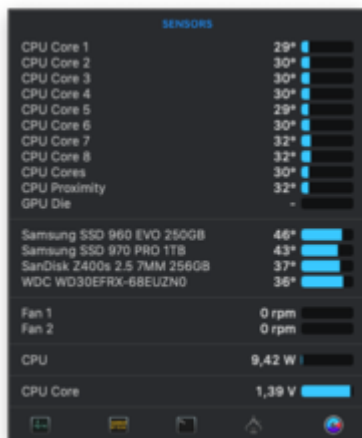 SENSORS
CPU Core 1 29°
CPU Core 2 30°
CPU Core 3 30°
CPU Core 4 30°
CPU Core 5 29°
CPU Core 6 30°
CPU Core 7 32°
CPU Core 8 32°
CPU Cores 30°
CPU Proximity 32°
GPU Die -
Samsung SSD 960 EVO 250GB 46°
Samsung SSD 970 PRO 1TB 43°
SanDisk Z400s 2.5 7MM 256GB 37°
WDC WD30EFRX-68EUZN0 36°
Fan 1 0 rpm
Fan 2 0 rpm
CPU 9,42 W
CPU Core 1,39 V